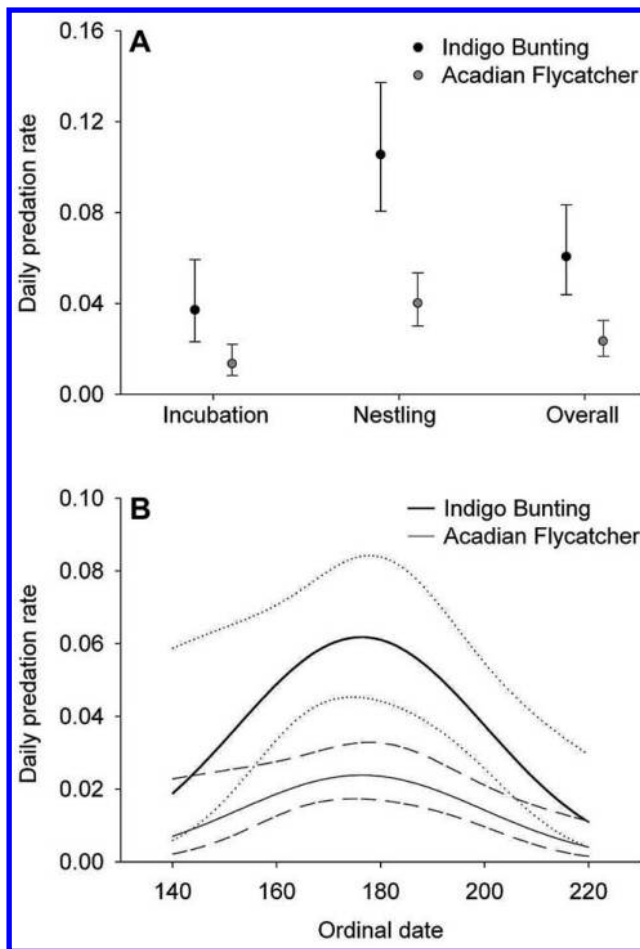 A
Indigo Bunting
Acadian Flycatcher
0.16
0.12
0.08
0.04
0.00
Daily predation rate
Incubation Nestling Overall
B
Indigo Bunting
Acadian Flycatcher
0.10
0.08
0.06
0.04
0.02
0.00
Daily predation rate
140 160 180 200 220
Ordinal date